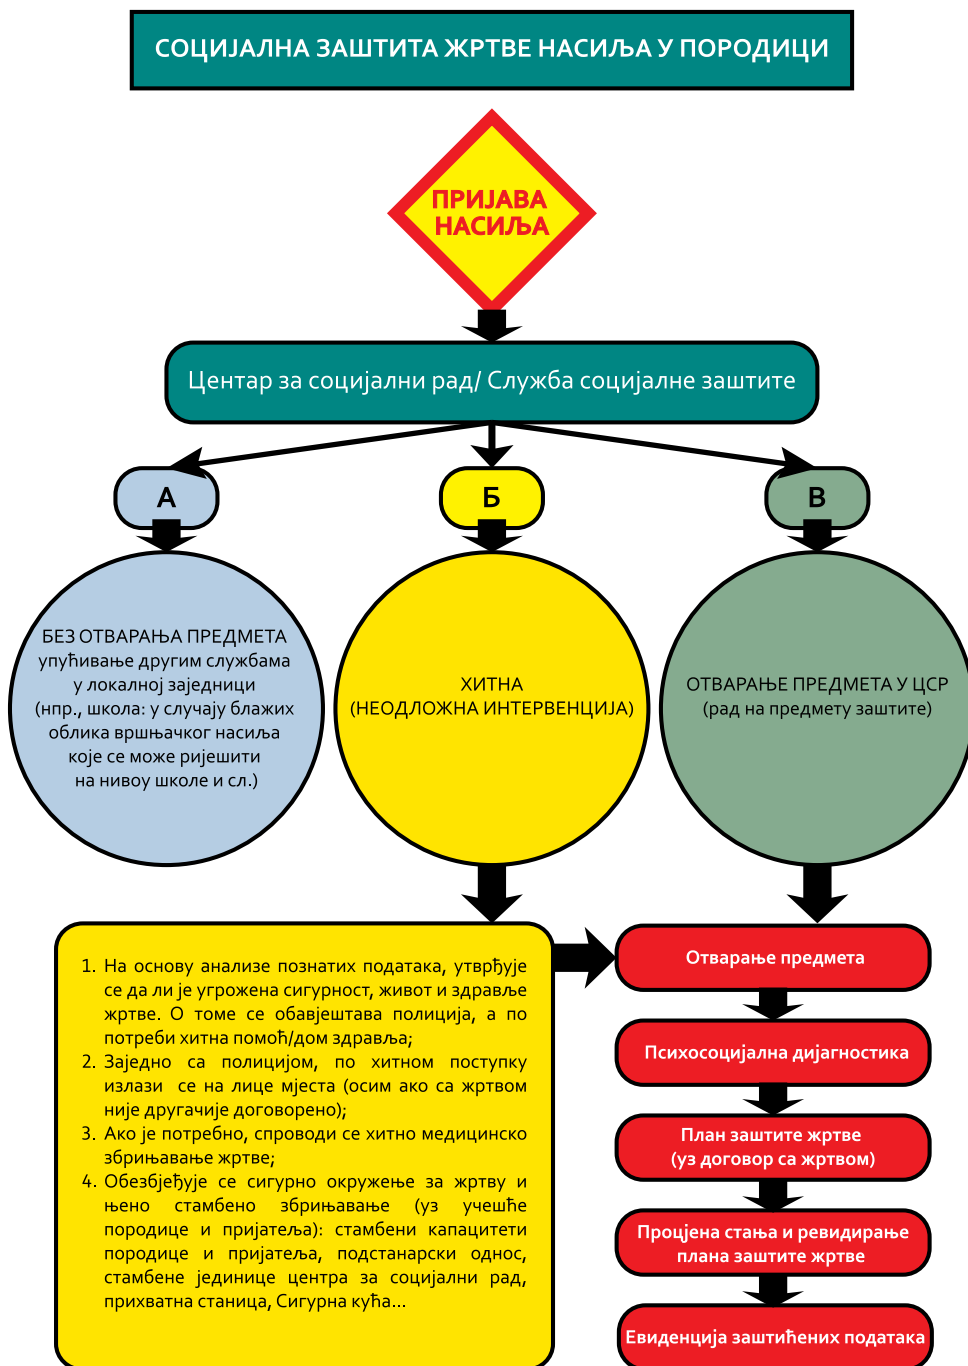 СОЦИЈАЛНА ЗАШТИТА ЖРТВЕ НАСИЉА У ПОРОДИЦИ
ПРИЈАВА
НАСИЉА
Центар за социјални рад/ Служба социјалне заштите
А
Б
В
БЕЗ ОТВАРАЊА ПРЕДМЕТА
упућивање другим службама
у локалној заједници
(нпр., школа: у случају блажих
облика вршњачког насиља
које се може ријешити
на нивоу школе и сл.)
ХИТНА
(НЕОДЛОЖНА ИНТЕРВЕНЦИЈА)
ОТВАРАЊЕ ПРЕДМЕТА У ЦСР
(рад на предмету заштите)
1. На основу анализе познатих података, утврђује
се да ли је угрожена сигурност, живот и здравље
жртве. О томе се обавјештава полиција, а по
потреби хитна помоћ/дом здравља;
2. Заједно са полицијом, по хитном поступку
излази се на лице мјеста (осим ако са жртвом
није другачије договорено);
3. Ако је потребно, спроводи се хитно медицинско
збрињавање жртве;
4. Обезбјеђује се сигурно окружење за жртву и
њено стамбено збрињавање (уз учешће
породице и пријатеља): стамбени капацитети
породице и пријатеља, подстанарски однос,
стамбене јединице центра за социјални рад,
прихватна станица, Сигурна кућа...
Отварање предмета
Психосоцијална дијагностика
План заштите жртве
(уз договор са жртвом)
Процјена стања и ревидирање
плана заштите жртве
Евиденција заштићених података